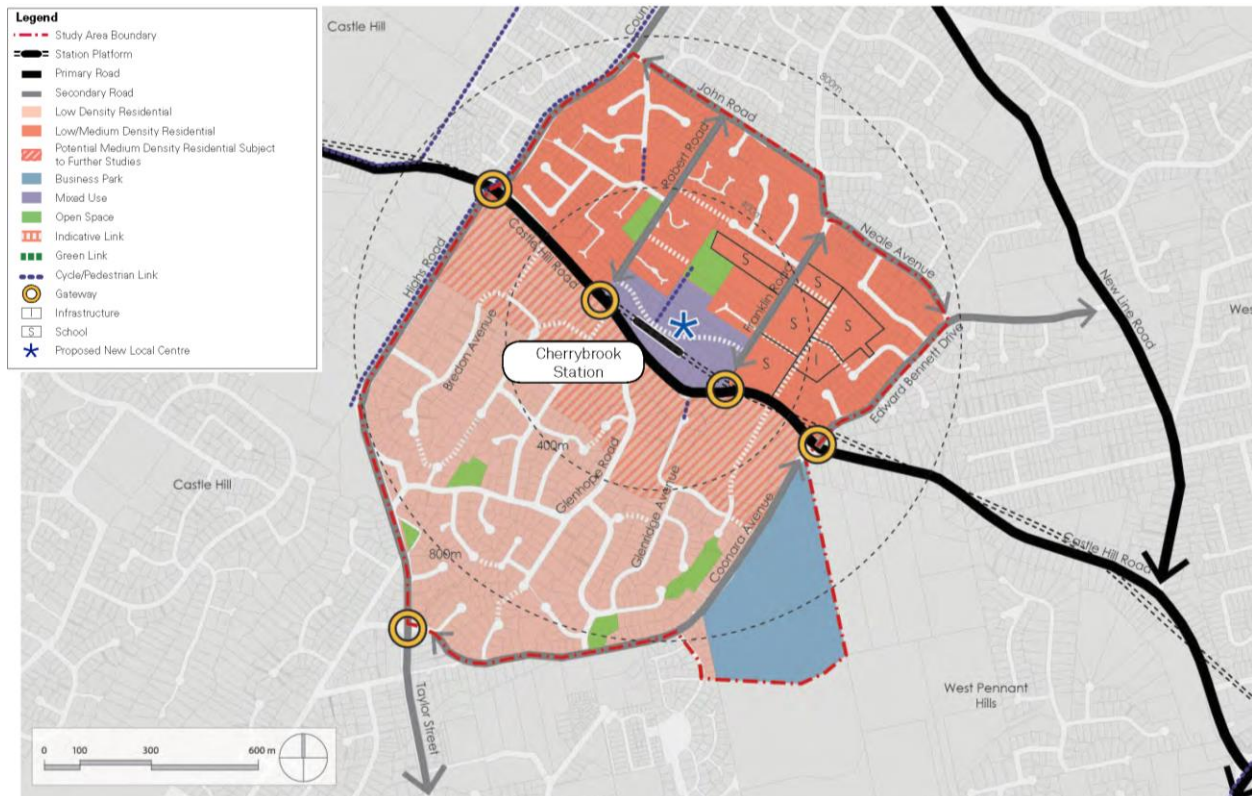 Legend
Study Area Boundary
Station Platform
Primary Road
Secondary Road
Low Density Residential
Low/Medium Density Residential
Potential Medium Density Residential Subject
to Further Studies
Business Park
Mixed Use
Open Space
Indicative Link
Green Link
Cycle/Pedestrian Link
Gateway
I
Infrastructure
S
School
Proposed New Local Centre
Castle Hill
Coun
800m
John Road
Robert Road
Neale Avenue
New Line Road
Wes
Highs Road
Castle Hill Road
Franklin Road
S
S
S
S
S
I
Edward Bennett Drive
Cherrybrook
Station
Bredon Avenue
400m
Glenhope Road
Glenridge Avenue
Coonara Avenue
Castle Hill
800m
Castle Hill Road
Taylor Street
West Pennant
Hills
0 100 300 600 m